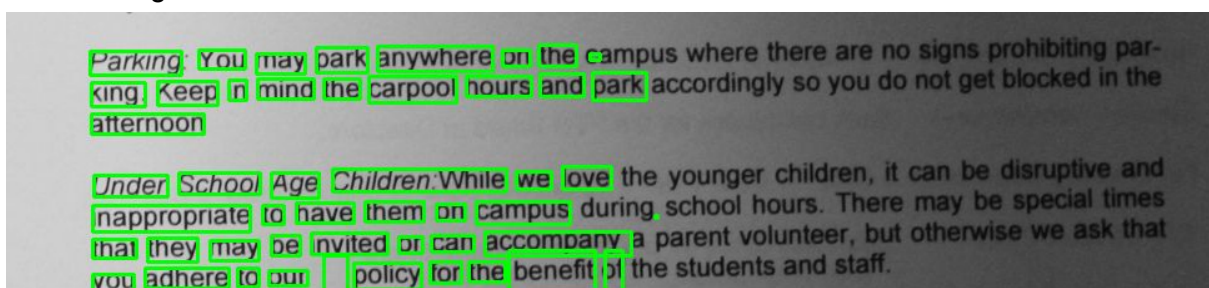 Parking: You may park anywhere on the campus where there are no signs prohibiting par-
king. Keep in mind the carpool hours and park accordingly so you do not get blocked in the
afternoon
Under School Age Children: While we love the younger children, it can be disruptive and
inappropriate to have them on campus during school hours. There may be special times
that they may be invited or can accompany a parent volunteer, but otherwise we ask that
you adhere to our policy for the benefit of the students and staff.